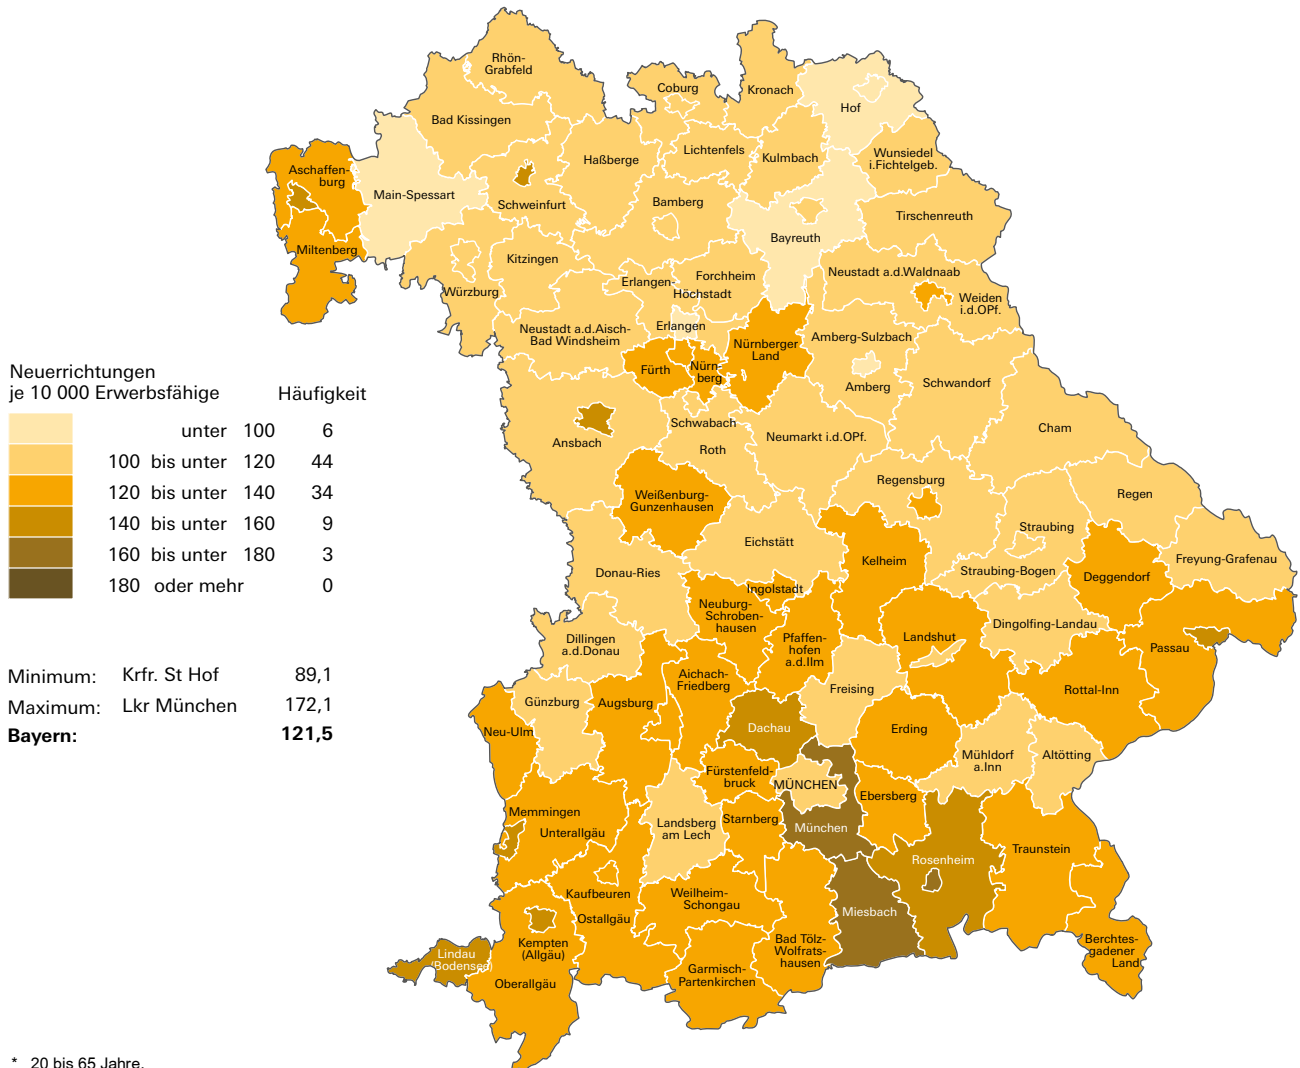 Rhön-
Grabfeld
Coburg
Kronach
Hof
Bad Kissingen
Lichtenfels
Kulmbach
Wunsiedel
i.Fichtelgeb.
Haßberge
Aschaffen-
burg
Main-Spessart
Schweinfurt
Bamberg
Tirschenreuth
Bayreuth
Miltenberg
Kitzingen
Würzburg
Erlangen-
Höchstadt
Forchheim
Neustadt a.d.Waldnaab
Weiden
i.d.OPf.
Neustadt a.d.Aisch-
Bad Windsheim
Erlangen
Nürnberger
Land
Amberg-Sulzbach
Fürth
Nürn-
berg
Amberg
Schwandorf
Neuerrichtungen
je 10 000 Erwerbsfähige Häufigkeit
unter 100 6
100 bis unter 120 44
120 bis unter 140 34
140 bis unter 160 9
160 bis unter 180 3
180 oder mehr 0
Ansbach
Schwabach
Roth
Neumarkt i.d.OPf.
Cham
Weißenburg-
Gunzenhausen
Regensburg
Regen
Straubing
Eichstätt
Kelheim
Straubing-Bogen
Freyung-Grafenau
Deggendorf
Donau-Ries
Ingolstadt
Neuburg-
Schroben-
hausen
Pfaffen-
hofen
a.d.Ilm
Landshut
Dingolfing-Landau
Passau
Dillingen
a.d.Donau
Minimum: Krfr. St Hof 89,1
Maximum: Lkr München 172,1
Bayern: 121,5
Aichach-
Friedberg
Freising
Rottal-Inn
Günzburg
Augsburg
Neu-Ulm
Dachau
Erding
Mühldorf
a.Inn
Altötting
Fürstenfeld-
bruck
MÜNCHEN
Ebersberg
Memmingen
Unterallgäu
Landsberg
am Lech
Starnberg
München
Rosenheim
Traunstein
Kaufbeuren
Ostallgäu
Weilheim-
Schongau
Miesbach
Kempten
(Allgäu)
Bad Tölz-
Wolfrats-
hausen
Berchtes-
gadener
Land
Lindau
(Bodensee)
Oberallgäu
Garmisch-
Partenkirchen
* 20 bis 65 Jahre.